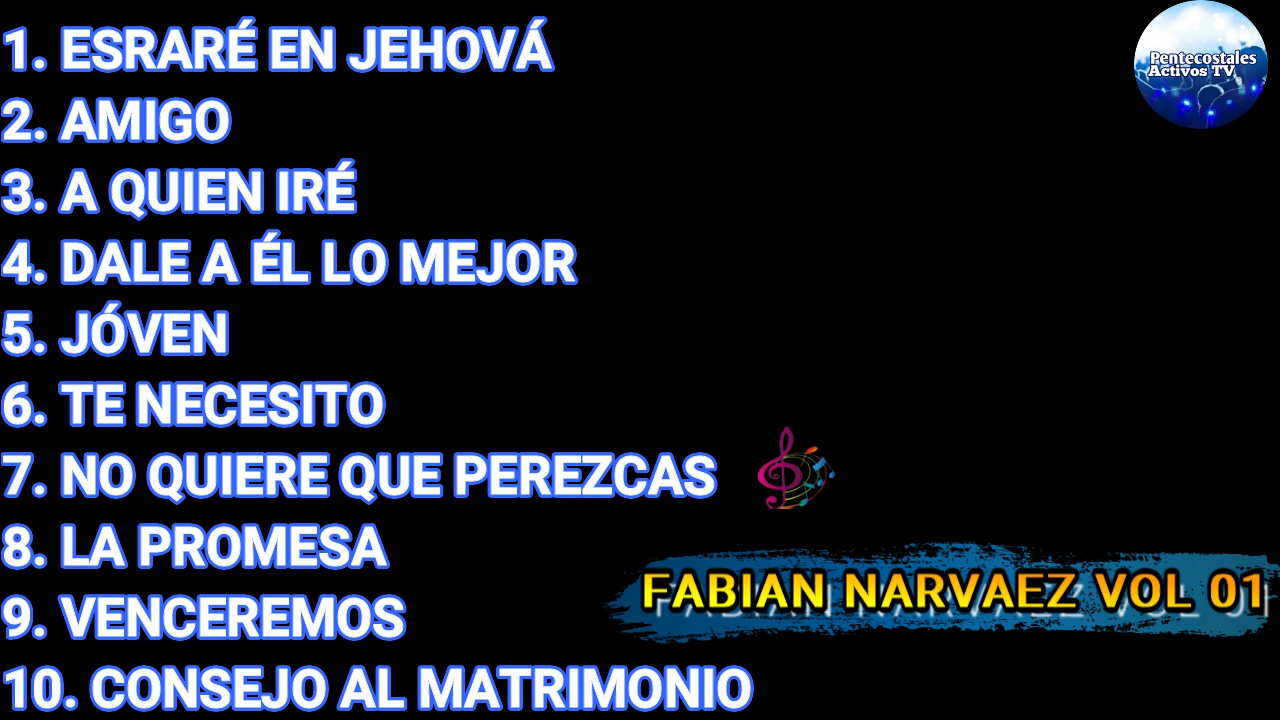 1. ESRARÉ EN JEHOVÁ
2. AMIGO
3. A QUIEN IRÉ
4. DALE A ÉL LO MEJOR
5. JÓVEN
6. TE NECESITO
7. NO QUIERE QUE PEREZCAS
8. LA PROMESA
9. VENCEREMOS
10. CONSEJO AL MATRIMONIO
Pentecostales
Activos TV
FABIAN NARVAEZ VOL 01